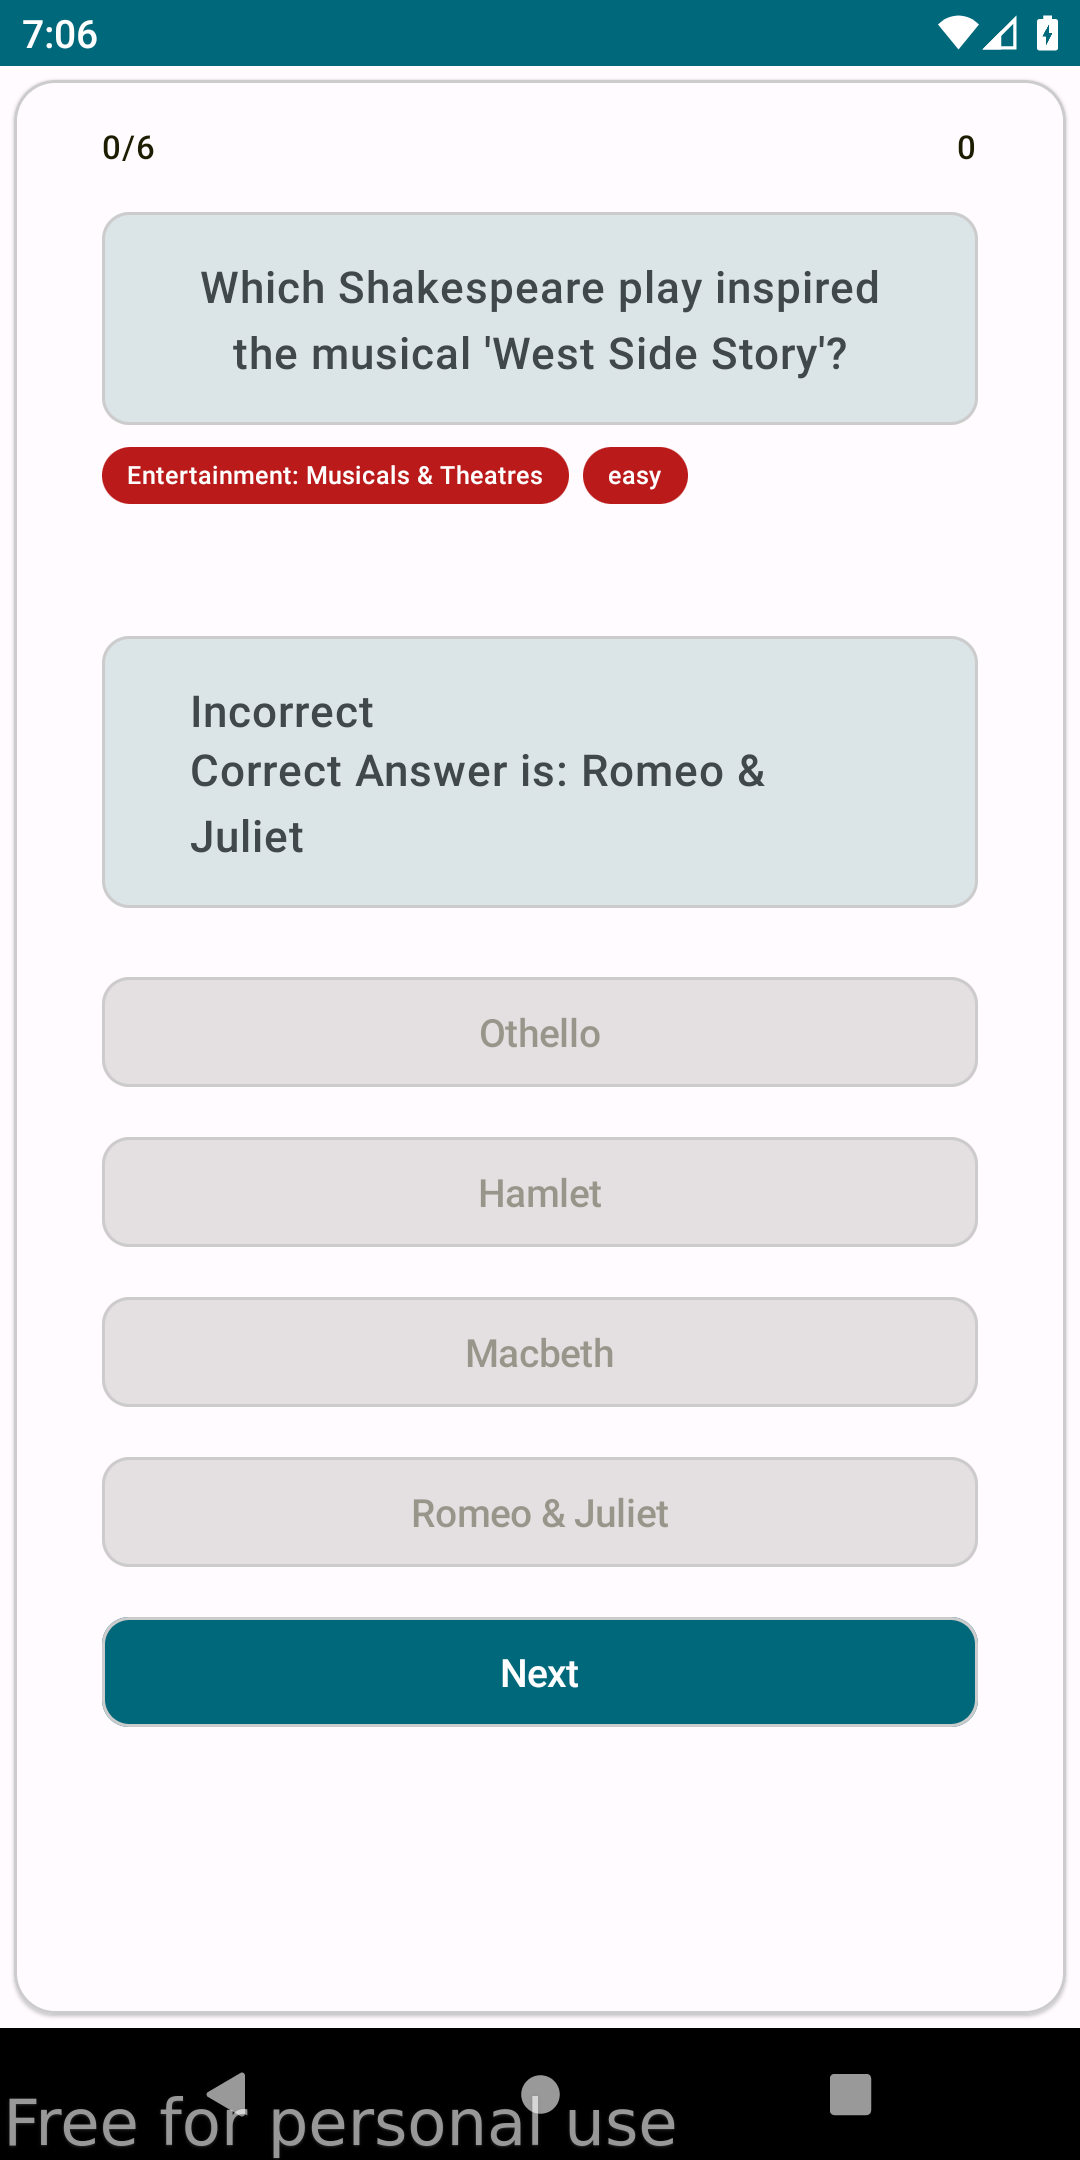 7:06
0/6 0
Which Shakespeare play inspired
the musical 'West Side Story'?
Entertainment: Musicals & Theatres easy
Incorrect
Correct Answer is: Romeo &
Juliet
Othello
Hamlet
Macbeth
Romeo & Juliet
Next
Free for personal use